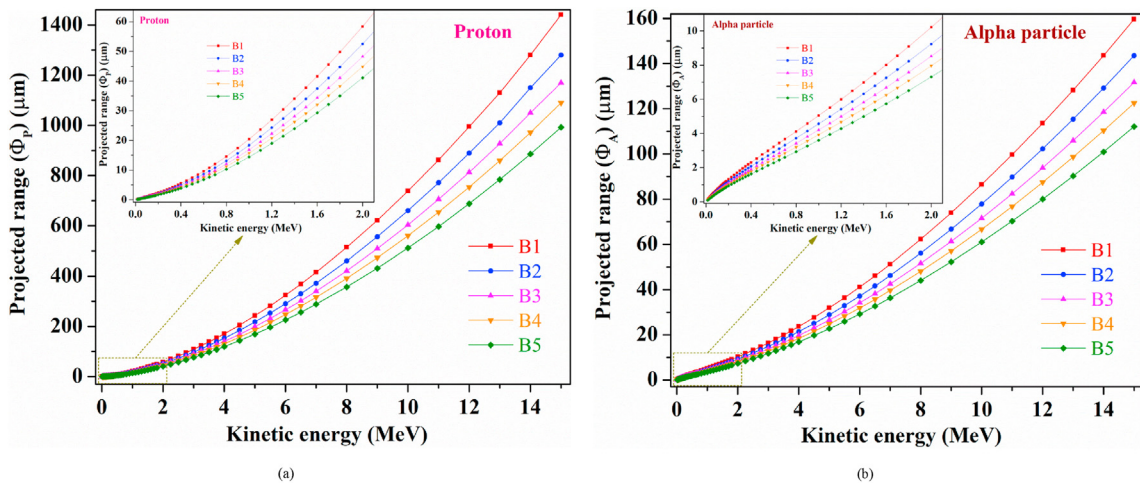 Proton
B1
B2
B3
B4
B5
Projected range (Φ_P) (μm)
60
50
40
30
20
10
0
0.0 0.4 0.8 1.2 1.6 2.0
Kinetic energy (MeV)
Proton
1400
1200
1000
800
600
400
200
0
Projected range (Φ_P) (μm)
B1
B2
B3
B4
B5
0 2 4 6 8 10 12 14
Kinetic energy (MeV)
(a)
Alpha particle
B1
B2
B3
B4
B5
Projected range (Φ_A) (μm)
10
8
6
4
2
0
0.0 0.4 0.8 1.2 1.6 2.0
Kinetic energy (MeV)
Alpha particle
160
140
120
100
80
60
40
20
0
Projected range (Φ_A) (μm)
B1
B2
B3
B4
B5
0 2 4 6 8 10 12 14
Kinetic energy (MeV)
(b)